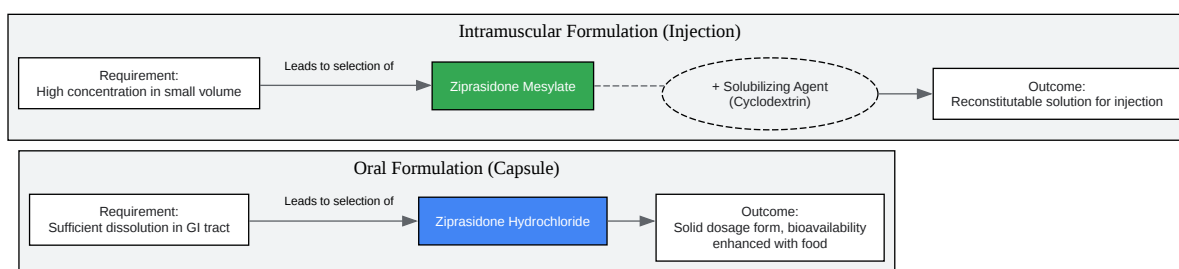 Intramuscular Formulation (Injection)
Requirement:
High concentration in small volume
Leads to selection of
Ziprasidone Mesylate
+ Solubilizing Agent
(Cyclodextrin)
Outcome:
Reconstitutable solution for injection
Oral Formulation (Capsule)
Requirement:
Sufficient dissolution in GI tract
Leads to selection of
Ziprasidone Hydrochloride
Outcome:
Solid dosage form, bioavailability
enhanced with food